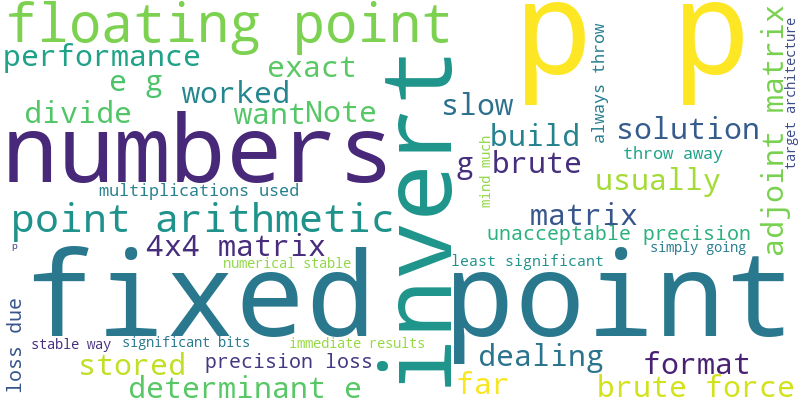 floating point
p p
performance
exact
e g
worked
divide
want
Note
numbers
invert
slow
always throw
adjoint matrix
target architecture
build
solution
throw away
g brute
mind much
usually
multiplications used
point arithmetic
matrix
unacceptable precision
4x4 matrix
p
simply going
numerical stable
least significant
fixed
point
loss due
stable way
significant bits
immediate results
dealing
stored
precision loss
format
determinant e
far
brute force